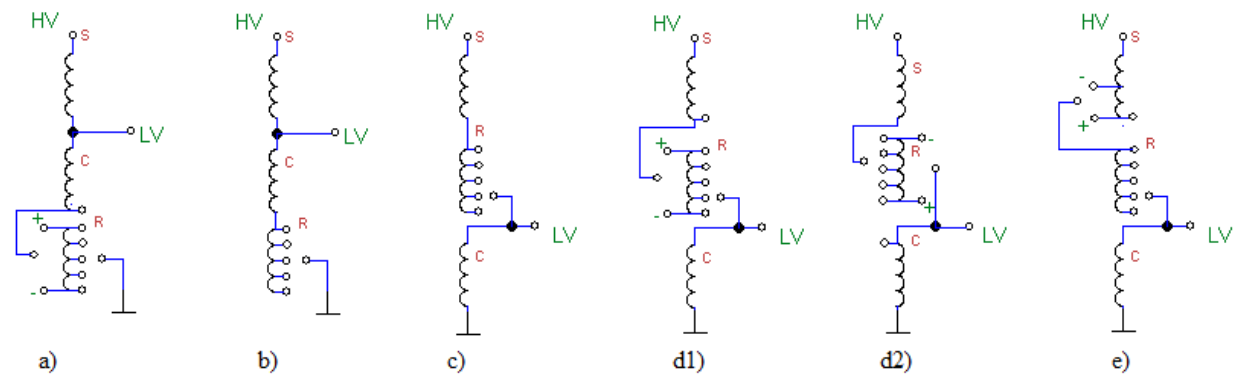 HV S
LV
C
+ R
-
a)
HV S
LV
C
b)
HV S
R
LV
C
c)
HV S
+ R
-
LV
C
d1)
HV
S
-
R
+
LV
C
d2)
HV S
-
+
R
LV
C
e)